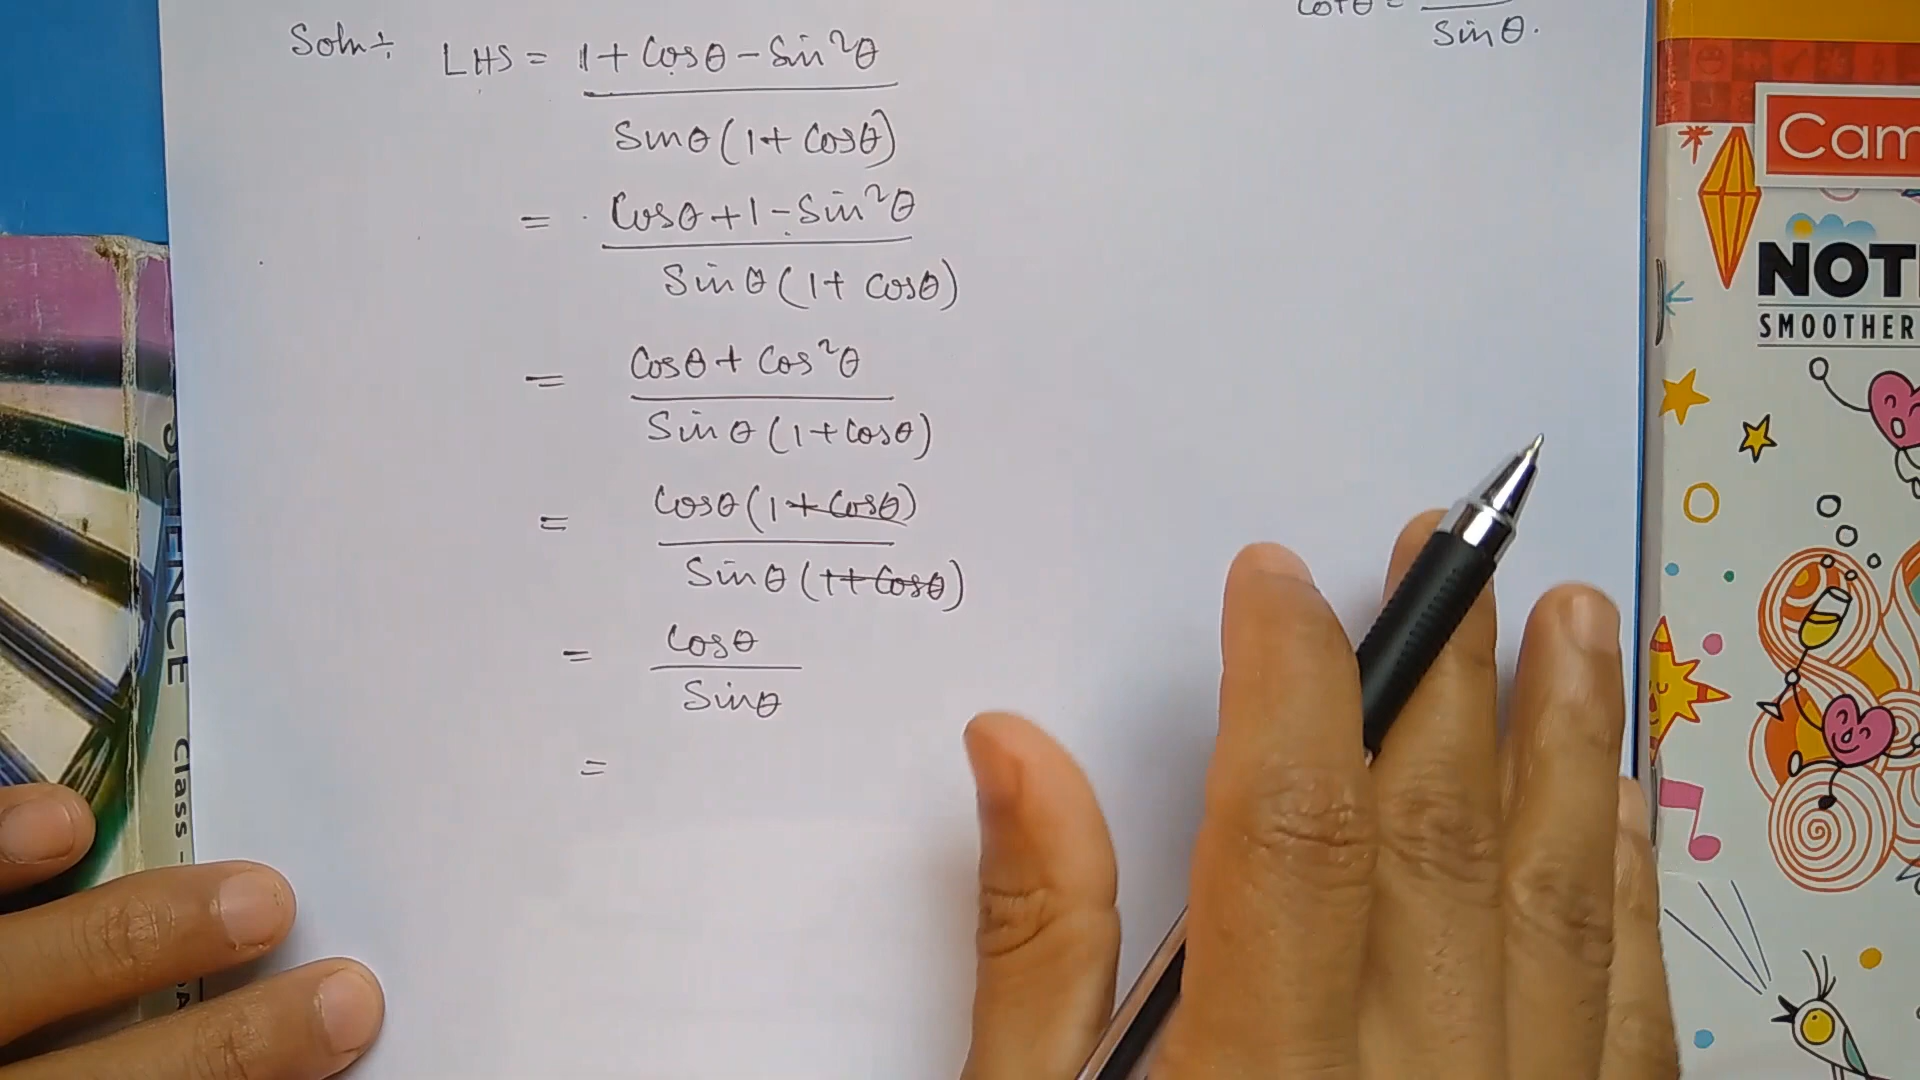 cotθ =
sinθ.
Soln ÷ LHS = 1 + cosθ - sin²θ
sinθ (1 + cosθ)
= cosθ + 1 - sin²θ
sinθ (1 + cosθ)
= cosθ + cos²θ
sinθ (1 + cosθ)
= cosθ (1 + cosθ)
sinθ (1 + cosθ)
= cosθ
sinθ
=
SCIENCE Class -
Cam
NOT
SMOOTHER